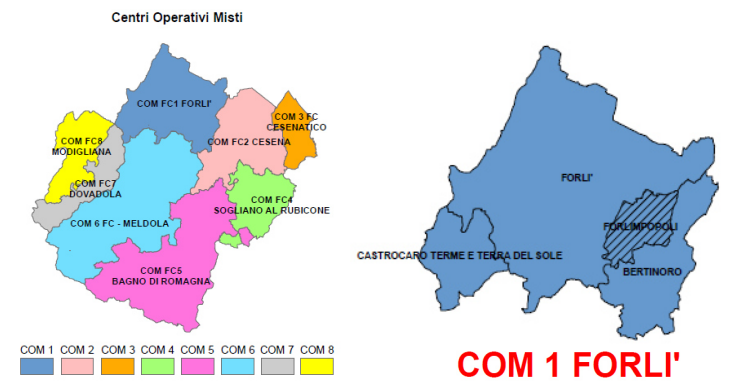 Centri Operativi Misti
COM FC1 FORLI'
COM 3 FC
CESENATICO
COM FC2 CESENA
COM FC8
MODIGLIANA
COM FC7
DOVADOLA
COM FC4
SOGLIANO AL RUBICONE
COM 6 FC - MELDOLA
COM FC5
BAGNO DI ROMAGNA
COM 1 COM 2 COM 3 COM 4 COM 5 COM 6 COM 7 COM 8
FORLI'
FORLIMPOPOLI
CASTROCARO TERME E TERRA DEL SOLE
BERTINORO
COM 1 FORLI'